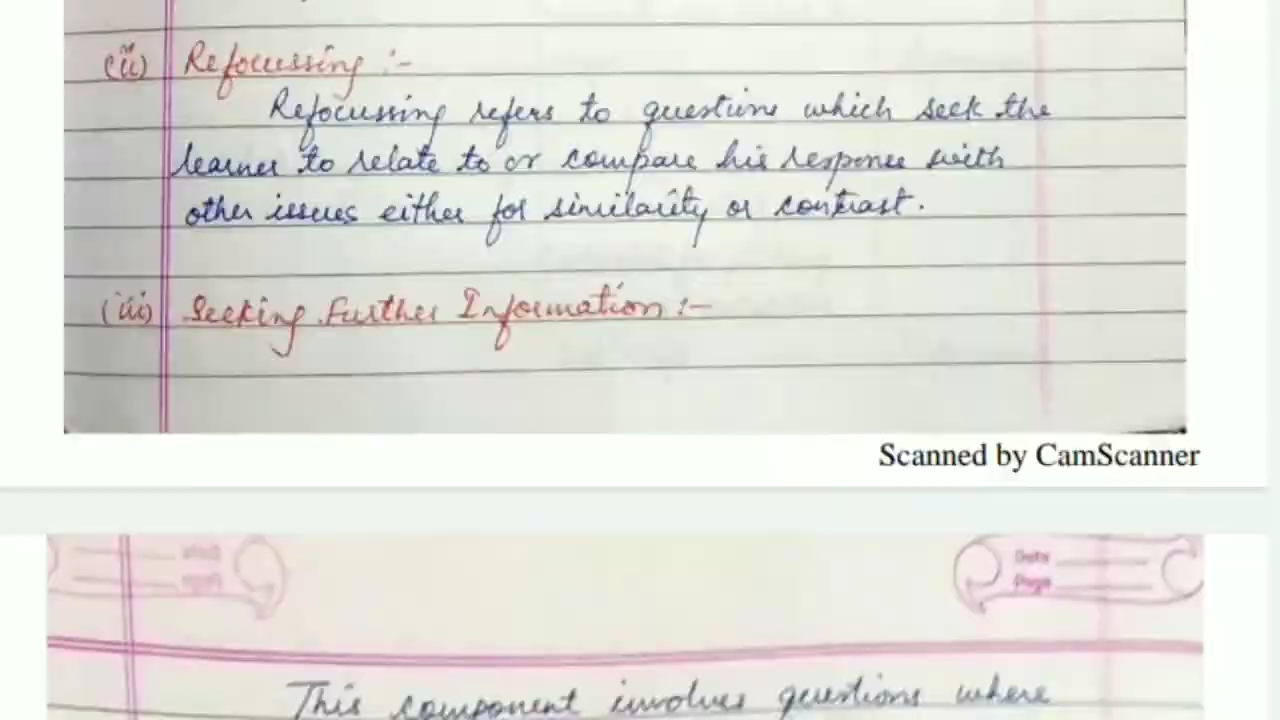 (ii) Refocussing :-
Refocussing refers to questions which seek the
learner to relate to or compare his response with
other issues either for similarity or contrast.
(iii) Seeking Further Information :-
Scanned by CamScanner
Date
Page
This component involves questions where